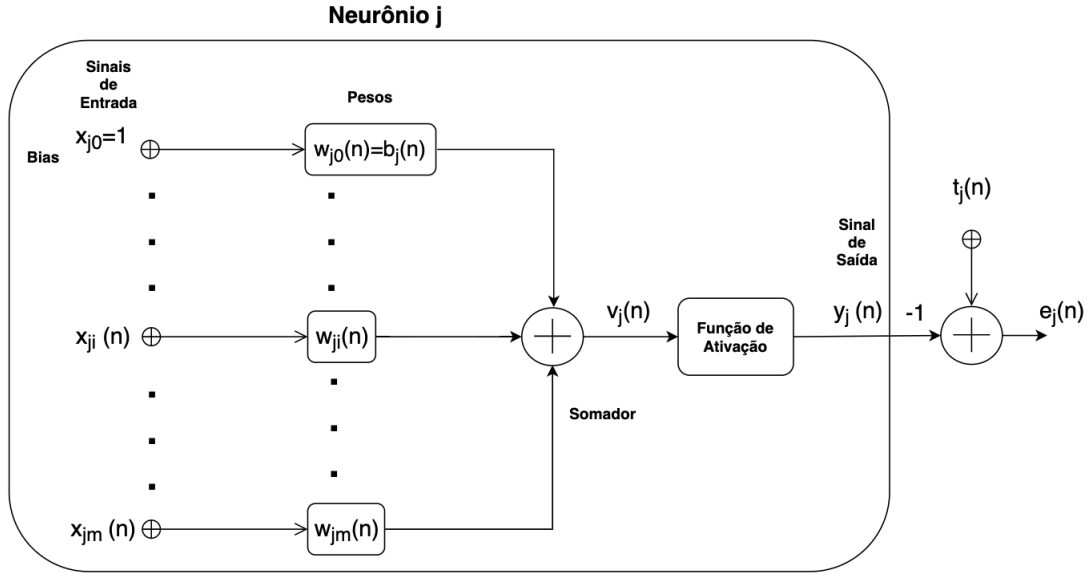 Neurônio j
Sinais
de
Entrada
Pesos
Bias
x_j0=1
w_j0(n)=b_j(n)
t_j(n)
Sinal
de
Saída
x_ji (n)
w_ji(n)
v_j(n)
Função de
Ativação
y_j (n)
-1
e_j(n)
Somador
x_jm (n)
w_jm(n)